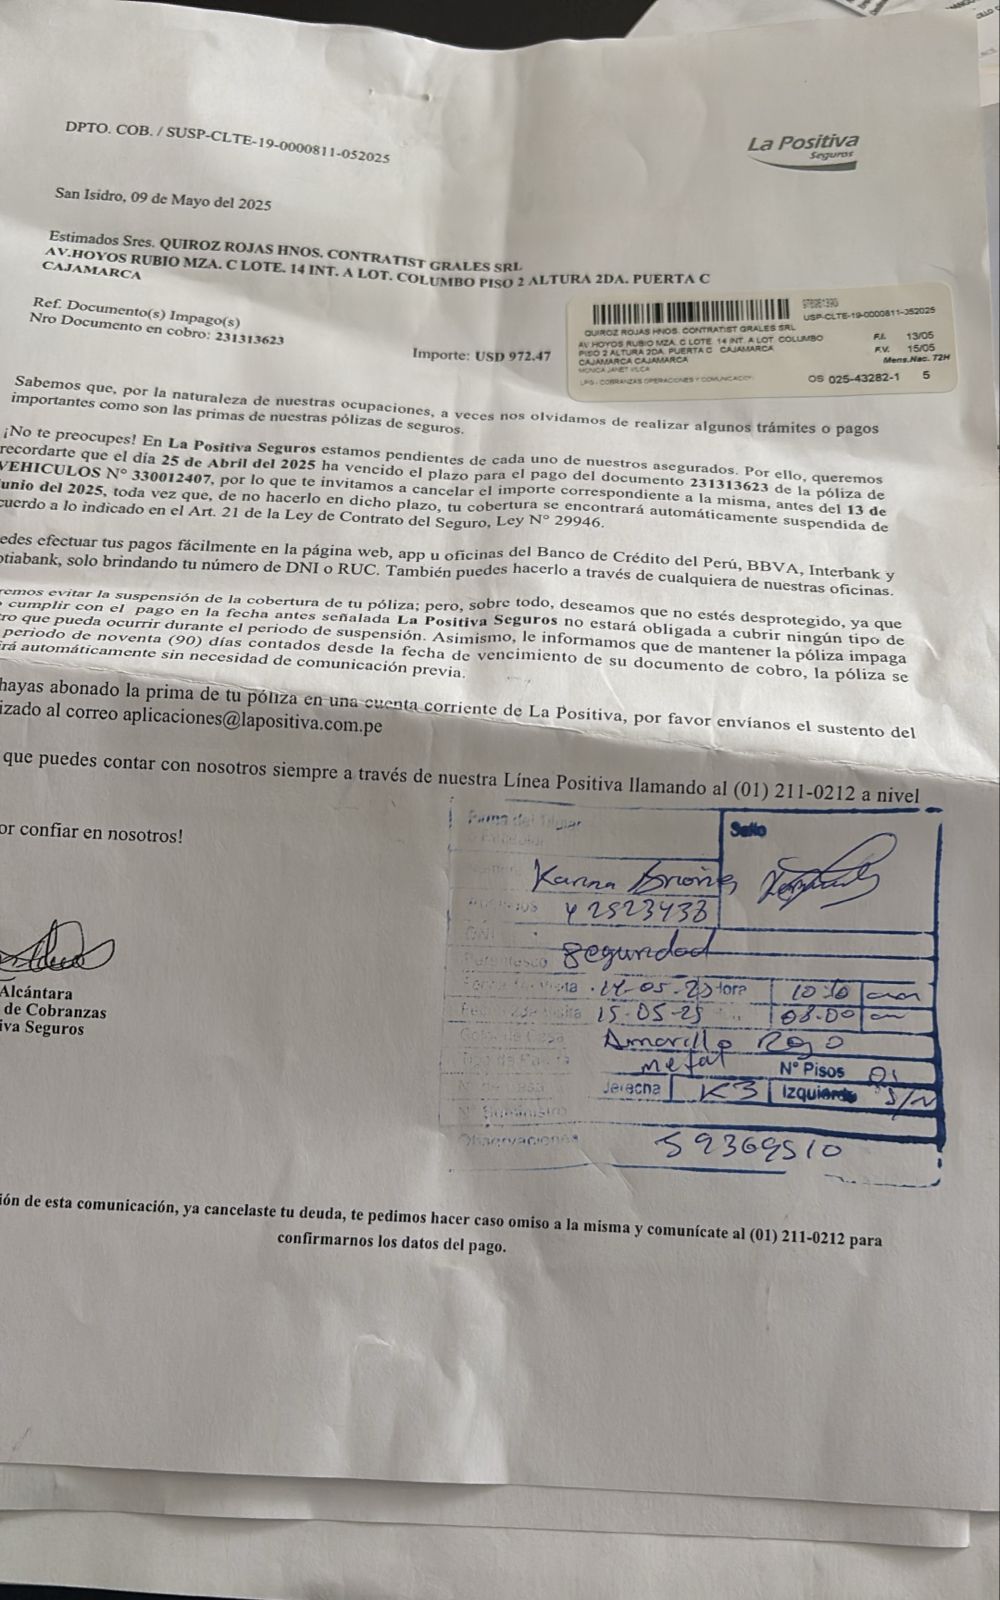 DPTO. COB. / SUSP-CLTE-19-0000811-052025
La Positiva
Seguros
San Isidro, 09 de Mayo del 2025
Estimados Sres. QUIROZ ROJAS HNOS. CONTRATIST GRALES SRL
AV.HOYOS RUBIO MZA. C LOTE. 14 INT. A LOT. COLUMBO PISO 2 ALTURA 2DA. PUERTA C
CAJAMARCA
Ref. Documento(s) Impago(s)
Nro Documento en cobro: 231313623
Importe: USD 972.47
USP-CLTE-19-0000811-052025
QUIROZ ROJAS HNOS. CONTRATIST GRALES SRL
AV HOYOS RUBIO MZA. C LOTE. 14 INT. A LOT. COLUMBO
PISO 2 ALTURA 2DA. PUERTA C CAJAMARCA
CAJAMARCA CAJAMARCA
F.I. 13/05
F.V. 15/05
Mens.Nac. 72H
LPG - COBRANZAS OPERACIONES Y COMUNICACION
OS 025-43282-1 5
Sabemos que, por la naturaleza de nuestras ocupaciones, a veces nos olvidamos de realizar algunos trámites o pagos
importantes como son las primas de nuestras pólizas de seguros.
¡No te preocupes! En La Positiva Seguros estamos pendientes de cada uno de nuestros asegurados. Por ello, queremos
recordarte que el día 25 de Abril del 2025 ha vencido el plazo para el pago del documento 231313623 de la póliza de
VEHICULOS N° 330012407, por lo que te invitamos a cancelar el importe correspondiente a la misma, antes del 13 de
unio del 2025, toda vez que, de no hacerlo en dicho plazo, tu cobertura se encontrará automáticamente suspendida de
cuerdo a lo indicado en el Art. 21 de la Ley de Contrato del Seguro, Ley N° 29946.
edes efectuar tus pagos fácilmente en la página web, app u oficinas del Banco de Crédito del Perú, BBVA, Interbank y
otiabank, solo brindando tu número de DNI o RUC. También puedes hacerlo a través de cualquiera de nuestras oficinas.
remos evitar la suspensión de la cobertura de tu póliza; pero, sobre todo, deseamos que no estés desprotegido, ya que
cumplir con el pago en la fecha antes señalada La Positiva Seguros no estará obligada a cubrir ningún tipo de
tro que pueda ocurrir durante el periodo de suspensión. Asimismo, le informamos que de mantener la póliza impaga
periodo de noventa (90) días contados desde la fecha de vencimiento de su documento de cobro, la póliza se
rá automáticamente sin necesidad de comunicación previa.
hayas abonado la prima de tu póliza en una cuenta corriente de La Positiva, por favor envíanos el sustento del
izado al correo aplicaciones@lapositiva.com.pe
que puedes contar con nosotros siempre a través de nuestra Línea Positiva llamando al (01) 211-0212 a nivel
or confiar en nosotros!
Alcántara
de Cobranzas
iva Seguros
Sello
Karina
42523433
Parentesco seguridad
Hora 10:30 am
15-05-25 08:00
Amarillo Rojo
metal N° Pisos 01
Derecha K3 Izquierda S/N
Observaciones 59369510
ión de esta comunicación, ya cancelaste tu deuda, te pedimos hacer caso omiso a la misma y comunícate al (01) 211-0212 para
confirmarnos los datos del pago.